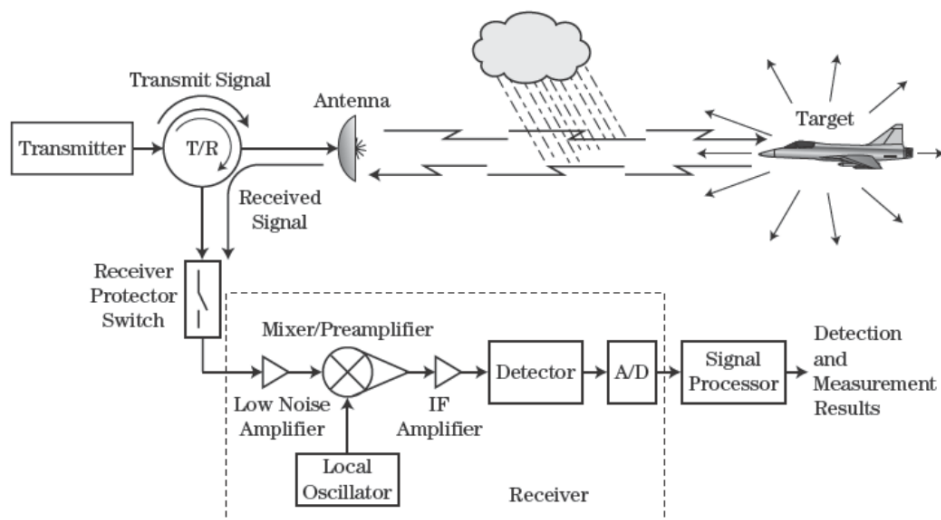 Transmit Signal
Antenna
Target
Transmitter
T/R
Received
Signal
Receiver
Protector
Switch
Mixer/Preamplifier
Detector
A/D
Signal
Processor
Detection
and
Measurement
Results
Low Noise
Amplifier
IF
Amplifier
Local
Oscillator
Receiver